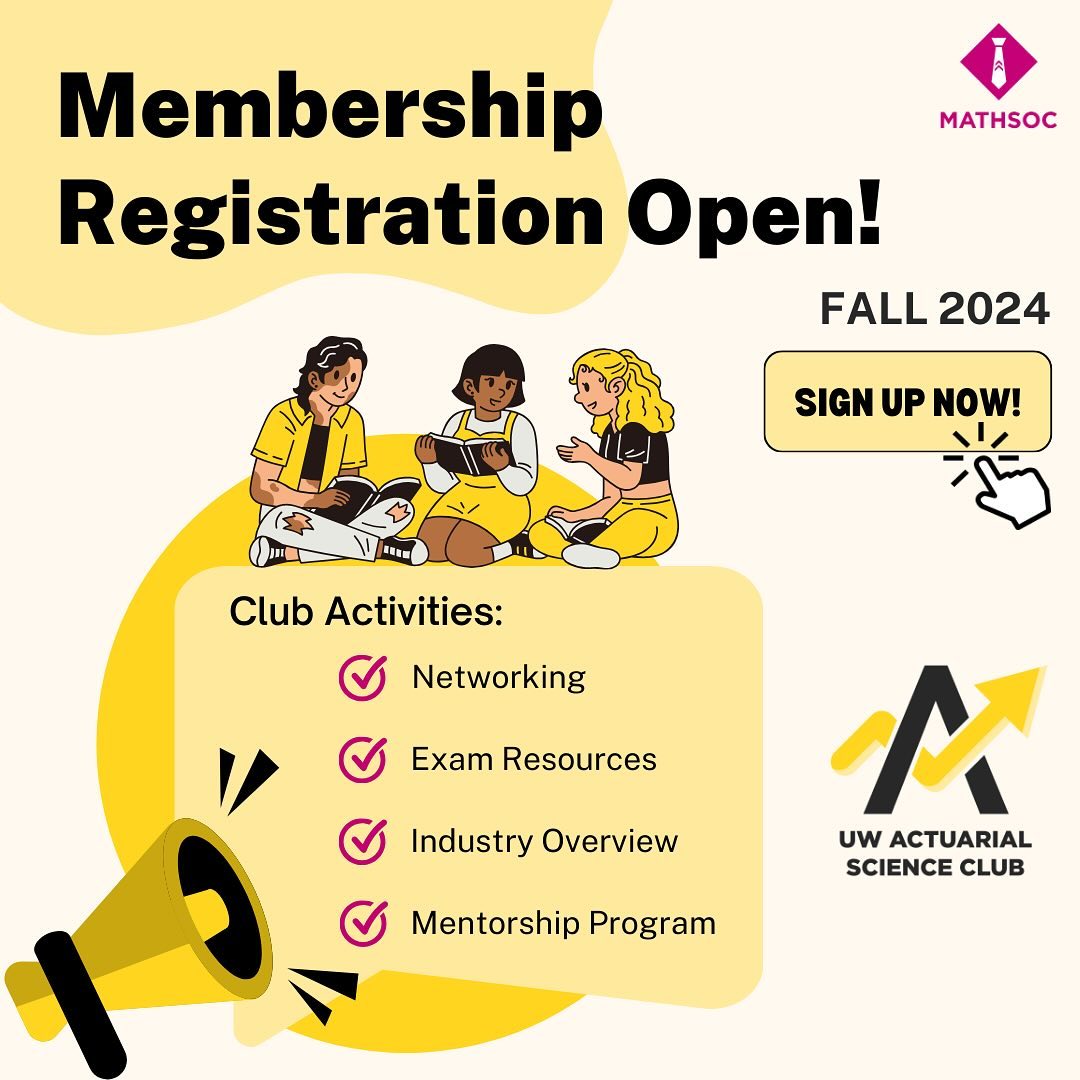 Membership
Registration Open!
MATHSOC
FALL 2024
SIGN UP NOW!
Club Activities:
Networking
Exam Resources
Industry Overview
Mentorship Program
UW ACTUARIAL
SCIENCE CLUB